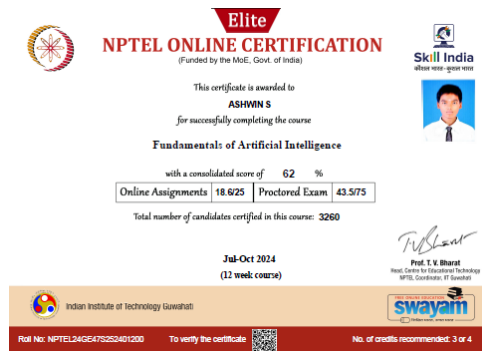 Elite
NPTEL ONLINE CERTIFICATION
(Funded by the MoE, Govt. of India)
Skill India
कौशल भारत-कुशल भारत
This certificate is awarded to
ASHWIN S
for successfully completing the course
Fundamentals of Artificial Intelligence
with a consolidated score of 62 %
Online Assignments 18.6/25 Proctored Exam 43.5/75
Total number of candidates certified in this course: 3260
Jul-Oct 2024
(12 week course)
Prof. T. V. Bharat
Head, Centre for Educational Technology
NPTEL Coordinator, IIT Guwahati
Indian Institute of Technology Guwahati
FREE ONLINE EDUCATION
swayam
Roll No: NPTEL24GE47S252401200 To verify the certificate No. of credits recommended: 3 or 4